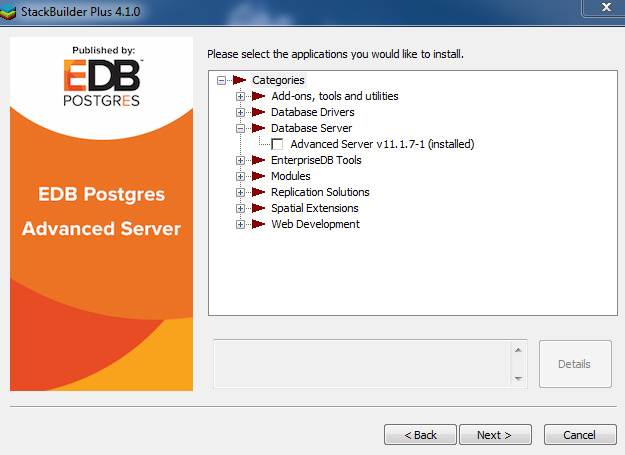 StackBuilder Plus 4.1.0
Published by:
EDB™
POSTGRES
EDB Postgres
Advanced Server
Please select the applications you would like to install.
Categories
Add-ons, tools and utilities
Database Drivers
Database Server
Advanced Server v11.1.7-1 (installed)
EnterpriseDB Tools
Modules
Replication Solutions
Spatial Extensions
Web Development
Details
< Back
Next >
Cancel